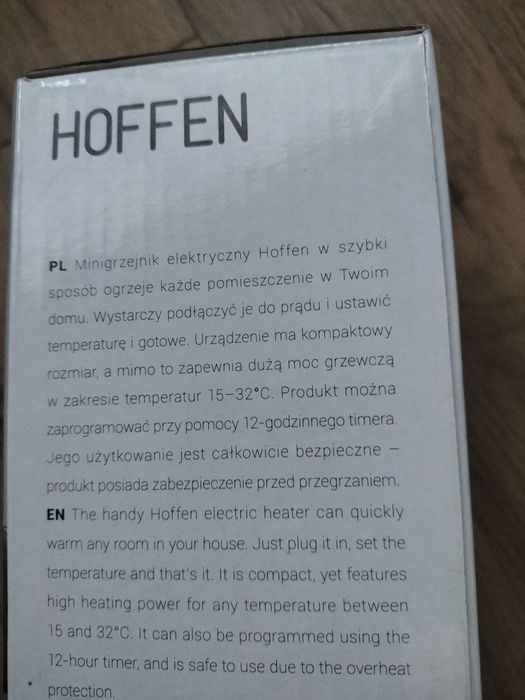 HOFFEN
PL Minigrzejnik elektryczny Hoffen w szybki
sposób ogrzeje każde pomieszczenie w Twoim
domu. Wystarczy podłączyć je do prądu i ustawić
temperaturę i gotowe. Urządzenie ma kompaktowy
rozmiar, a mimo to zapewnia dużą moc grzewczą
w zakresie temperatur 15–32°C. Produkt można
zaprogramować przy pomocy 12-godzinnego timera.
Jego użytkowanie jest całkowicie bezpieczne –
produkt posiada zabezpieczenie przed przegrzaniem.
EN The handy Hoffen electric heater can quickly
warm any room in your house. Just plug it in, set the
temperature and that's it. It is compact, yet features
high heating power for any temperature between
15 and 32°C. It can also be programmed using the
12-hour timer, and is safe to use due to the overheat
protection.